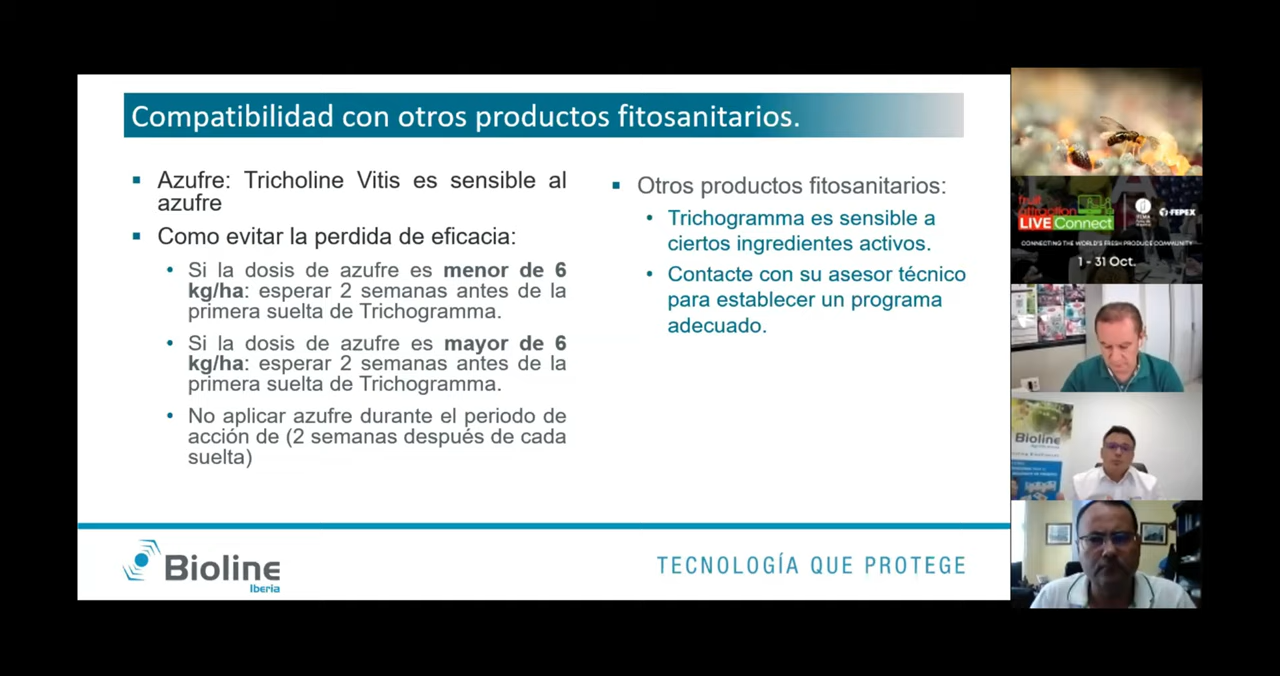 Compatibilidad con otros productos fitosanitarios.
Azufre: Tricholine Vitis es sensible al
azufre
Como evitar la perdida de eficacia:
Si la dosis de azufre es menor de 6
kg/ha: esperar 2 semanas antes de la
primera suelta de Trichogramma.
Si la dosis de azufre es mayor de 6
kg/ha: esperar 2 semanas antes de la
primera suelta de Trichogramma.
No aplicar azufre durante el periodo de
acción de (2 semanas después de cada
suelta)
Otros productos fitosanitarios:
Trichogramma es sensible a
ciertos ingredientes activos.
Contacte con su asesor técnico
para establecer un programa
adecuado.
Bioline
Iberia
TECNOLOGÍA QUE PROTEGE
fruit
attraction
LIVE Connect
IFEMA
FEPEX
CONNECTING THE WORLD'S FRESH PRODUCE COMMUNITY
1 - 31 Oct.
Bioline